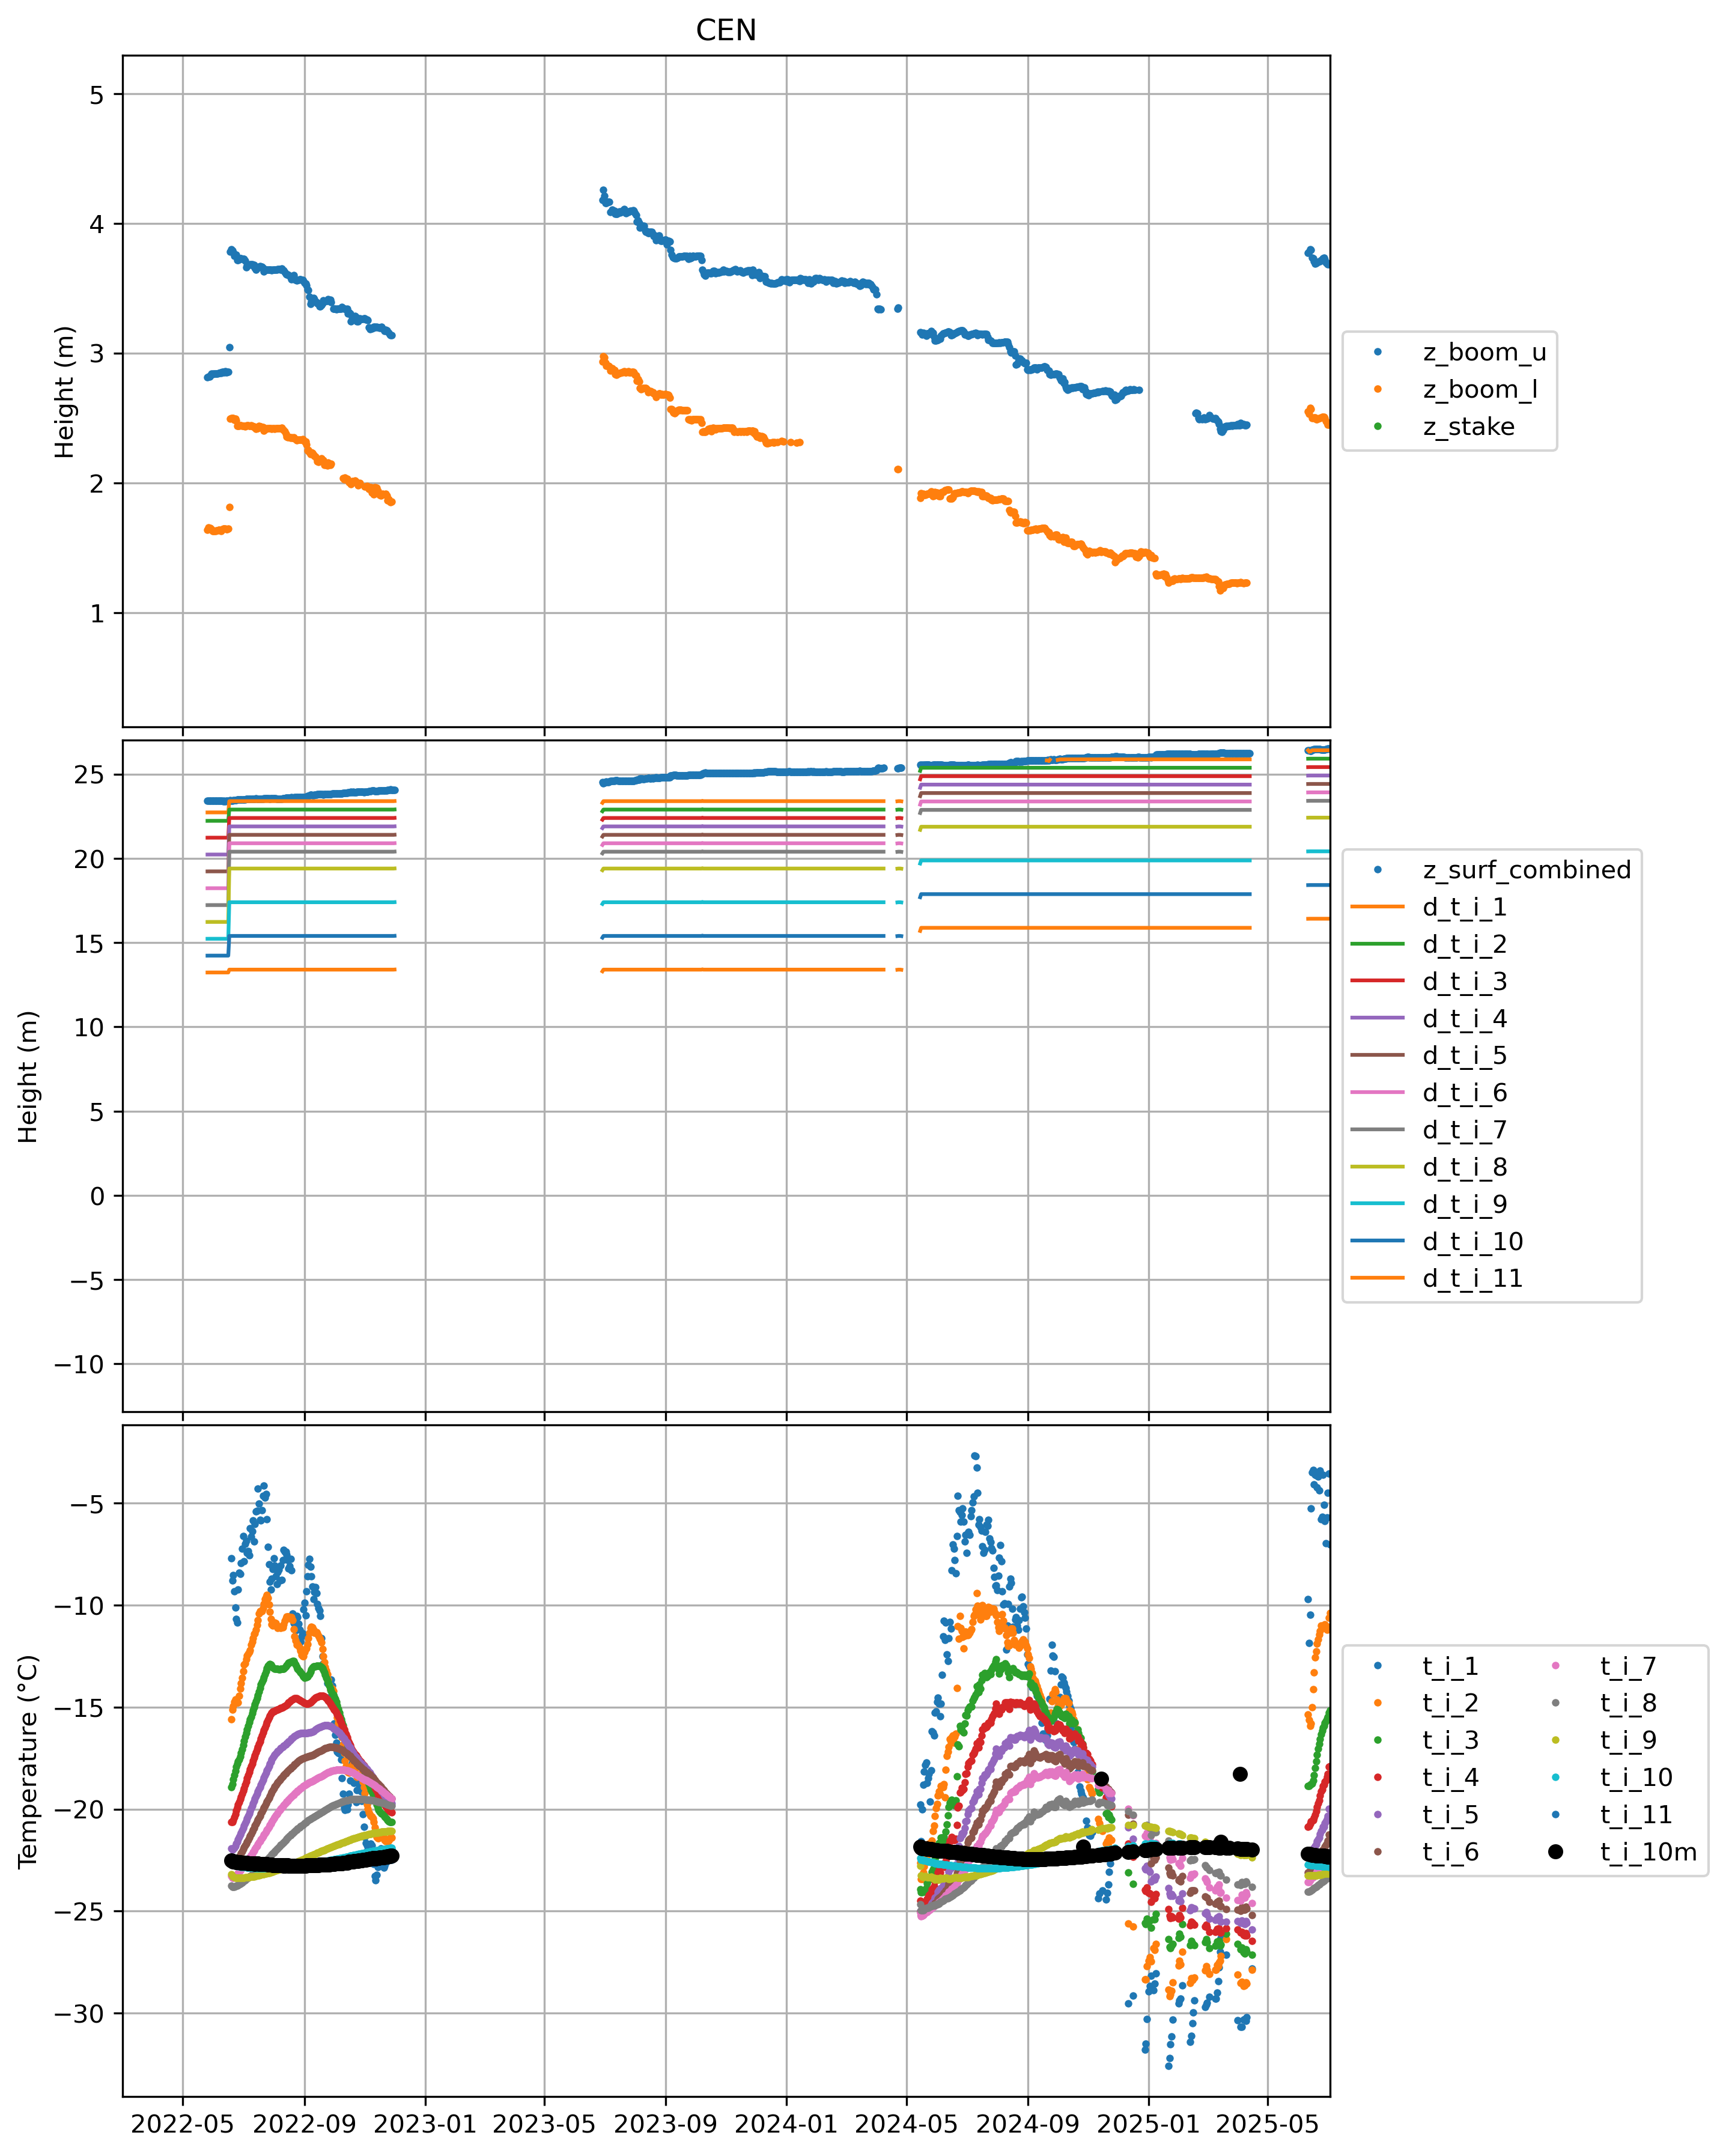 CEN
5
4
3
2
1
Height (m)
z_boom_u
z_boom_l
z_stake
25
20
15
10
5
0
−5
−10
Height (m)
z_surf_combined
d_t_i_1
d_t_i_2
d_t_i_3
d_t_i_4
d_t_i_5
d_t_i_6
d_t_i_7
d_t_i_8
d_t_i_9
d_t_i_10
d_t_i_11
−5
−10
−15
−20
−25
−30
Temperature (°C)
t_i_1
t_i_2
t_i_3
t_i_4
t_i_5
t_i_6
t_i_7
t_i_8
t_i_9
t_i_10
t_i_11
t_i_10m
2022-05 2022-09 2023-01 2023-05 2023-09 2024-01 2024-05 2024-09 2025-01 2025-05